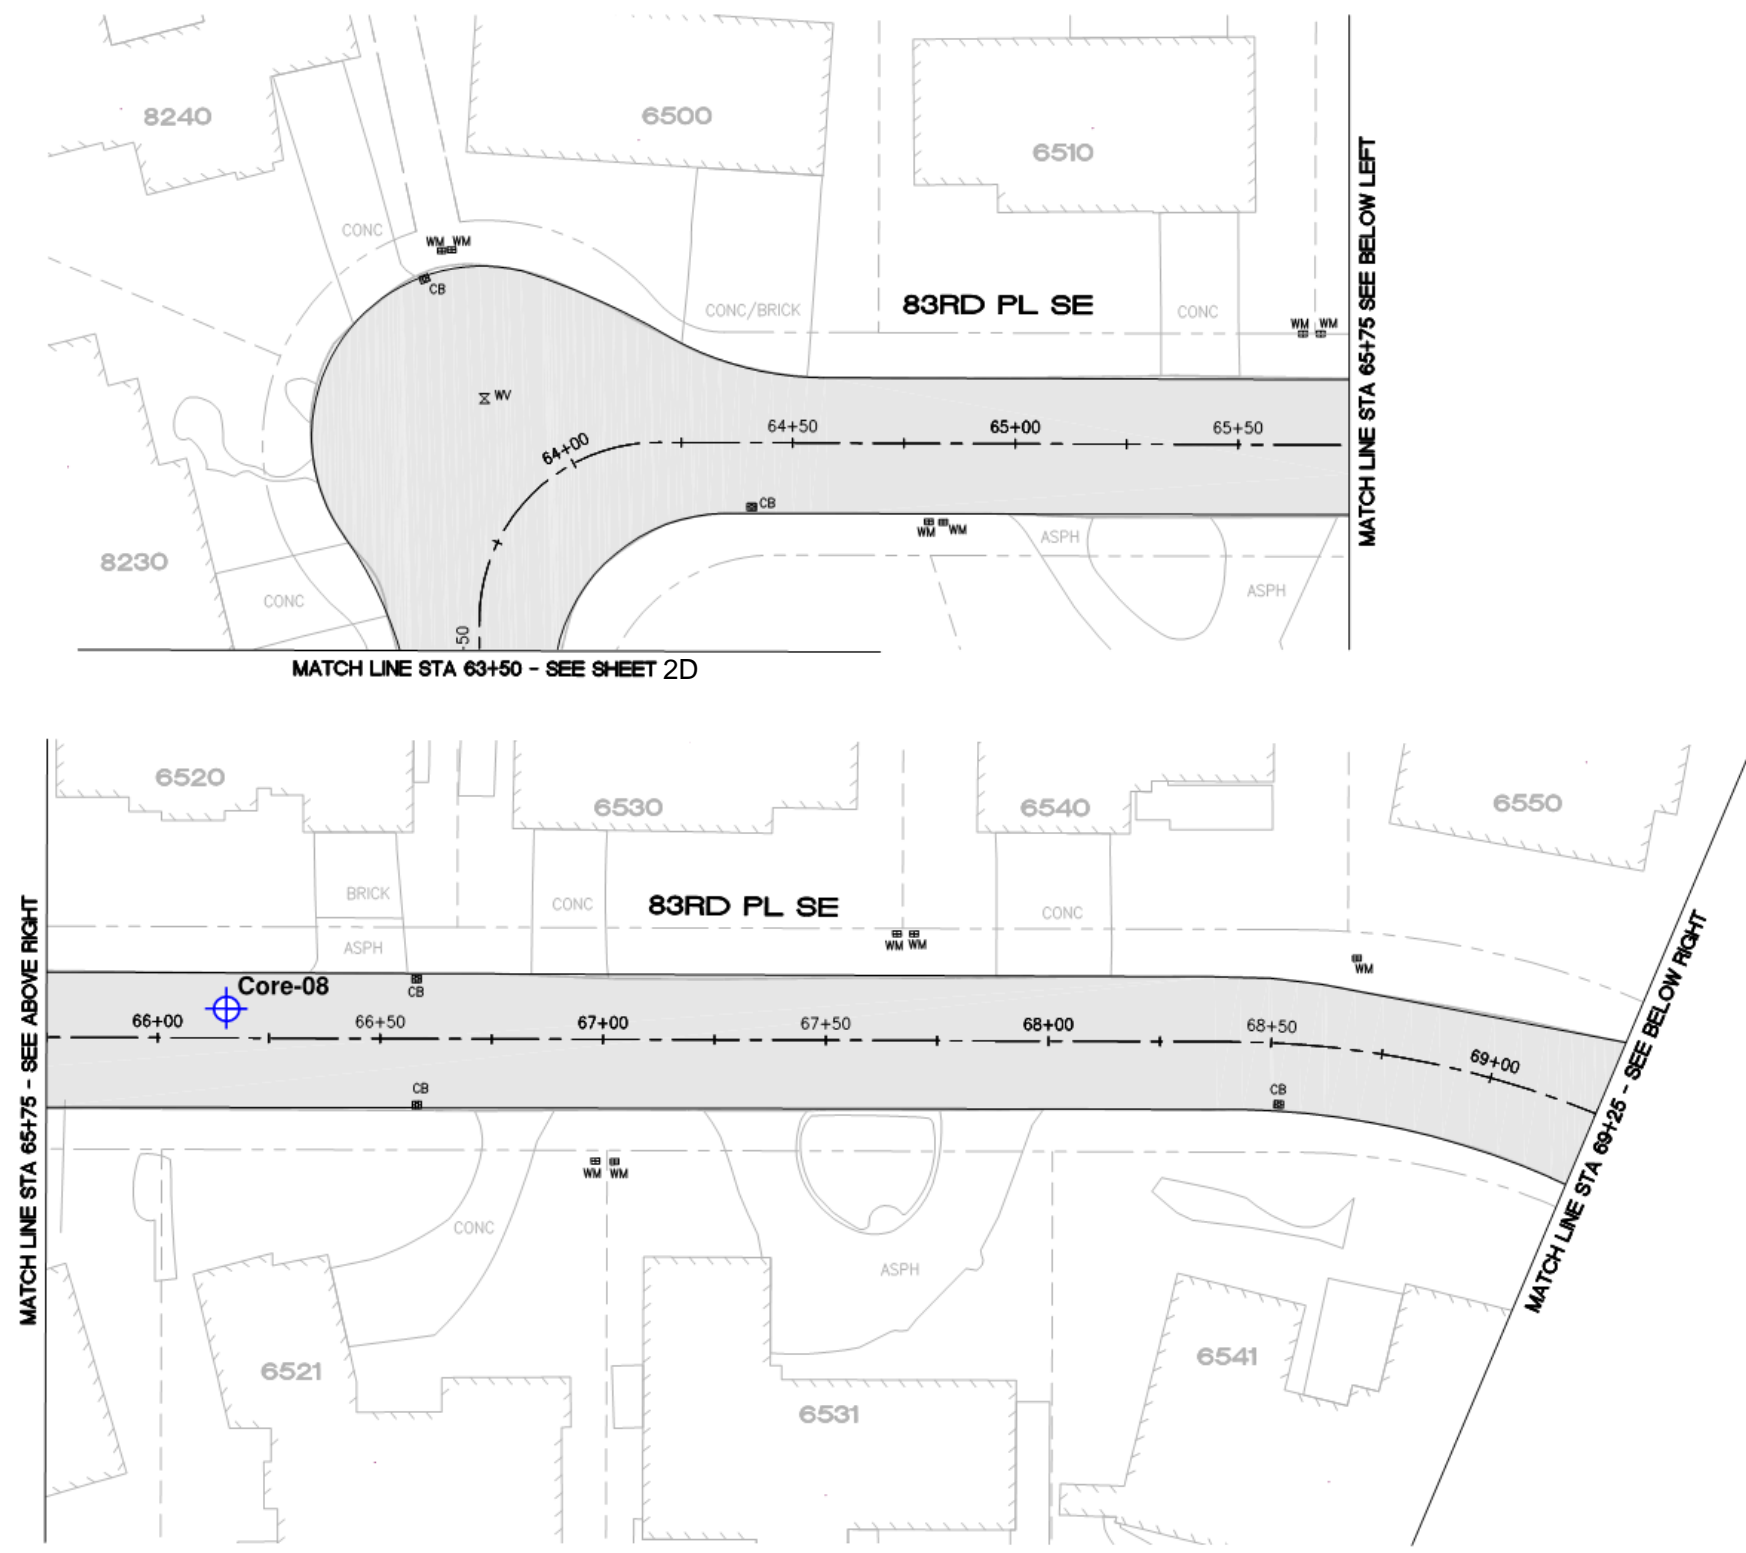 8240
6500
6510
CONC
WM WM
CB
CONC/BRICK
83RD PL SE
CONC
WM WM
MATCH LINE STA 65+75 SEE BELOW LEFT
WV
64+00
64+50
65+00
65+50
CB
WM WM
ASPH
ASPH
8230
CONC
50
MATCH LINE STA 63+50 - SEE SHEET 2D
6520
6530
6540
6550
BRICK
CONC
83RD PL SE
CONC
ASPH
WM WM
WM
MATCH LINE STA 65+75 - SEE ABOVE RIGHT
Core-08
CB
66+00
66+50
67+00
67+50
68+00
68+50
69+00
CB
CB
MATCH LINE STA 69+25 - SEE BELOW RIGHT
WM WM
CONC
ASPH
6521
6531
6541